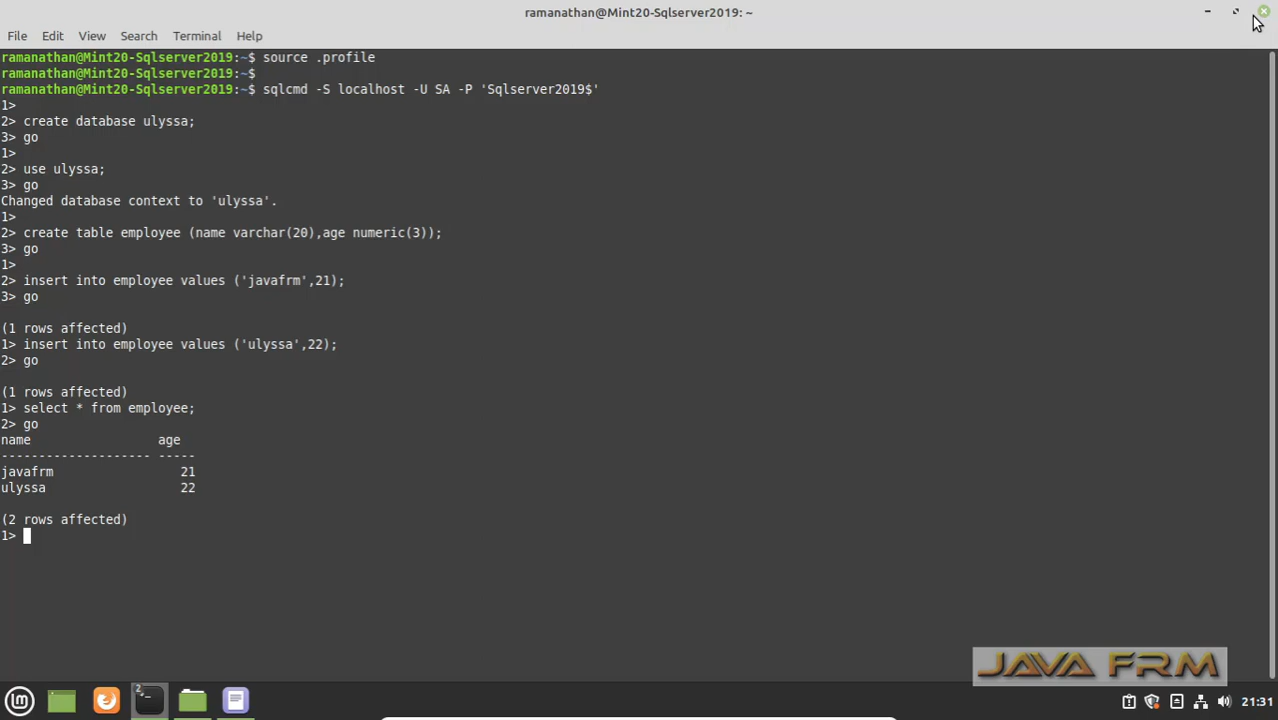 ramanathan@Mint20-Sqlserver2019: ~
File Edit View Search Terminal Help
ramanathan@Mint20-Sqlserver2019:~$ source .profile
ramanathan@Mint20-Sqlserver2019:~$
ramanathan@Mint20-Sqlserver2019:~$ sqlcmd -S localhost -U SA -P 'Sqlserver2019$'
1>
2> create database ulyssa;
3> go
1>
2> use ulyssa;
3> go
Changed database context to 'ulyssa'.
1>
2> create table employee (name varchar(20),age numeric(3));
3> go
1>
2> insert into employee values ('javafrm',21);
3> go
(1 rows affected)
1> insert into employee values ('ulyssa',22);
2> go
(1 rows affected)
1> select * from employee;
2> go
name age
-------------------- -----
javafrm 21
ulyssa 22
(2 rows affected)
1>
JAVA FRM
2
21:31